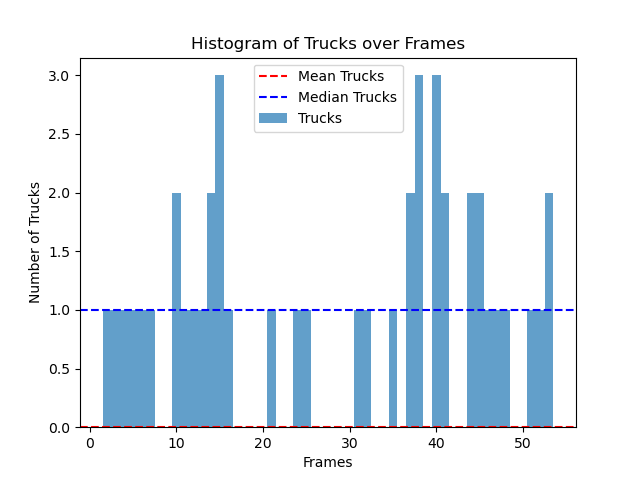 Histogram of Trucks over Frames
Mean Trucks
Median Trucks
Trucks
Number of Trucks
3.0
2.5
2.0
1.5
1.0
0.5
0.0
0 10 20 30 40 50
Frames